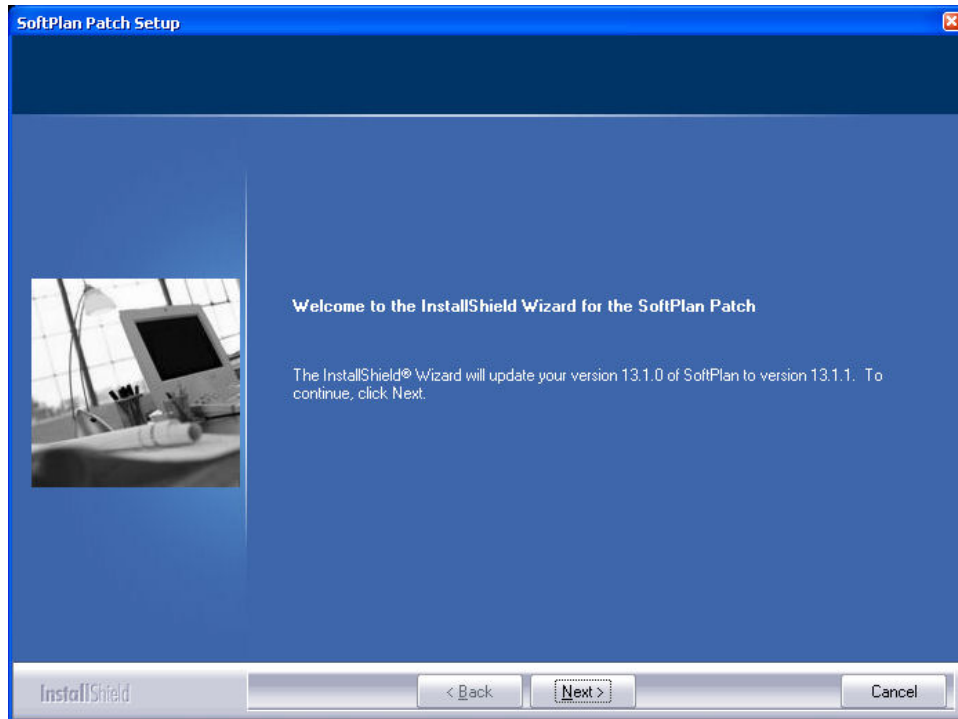 SoftPlan Patch Setup
Welcome to the InstallShield Wizard for the SoftPlan Patch
The InstallShield® Wizard will update your version 13.1.0 of SoftPlan to version 13.1.1. To
continue, click Next.
InstallShield
< Back
Next >
Cancel